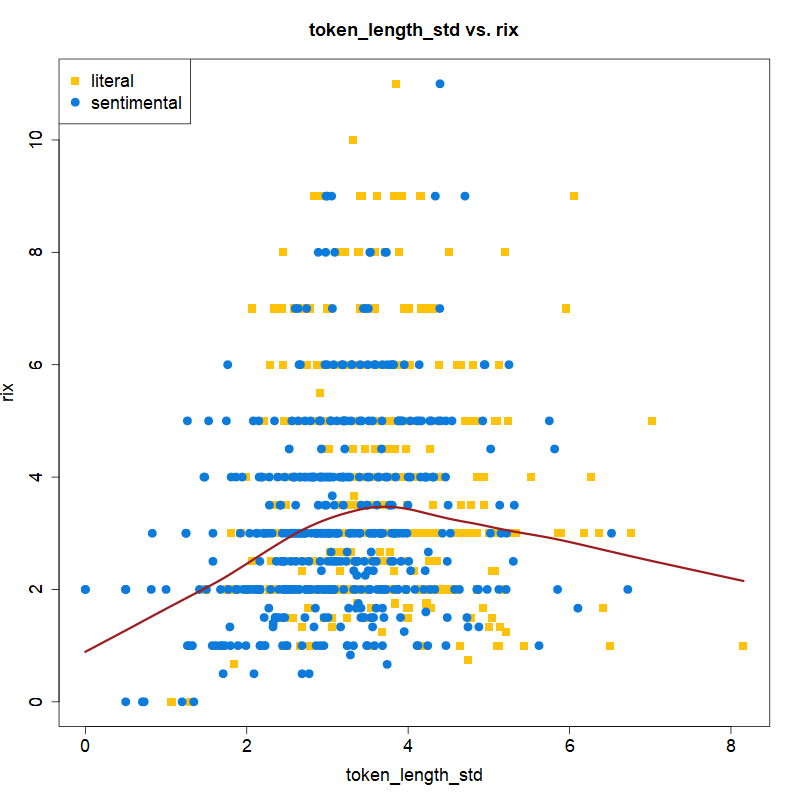 token_length_std vs. rix
literal
sentimental
rix
10
8
6
4
2
0
0 2 4 6 8
token_length_std